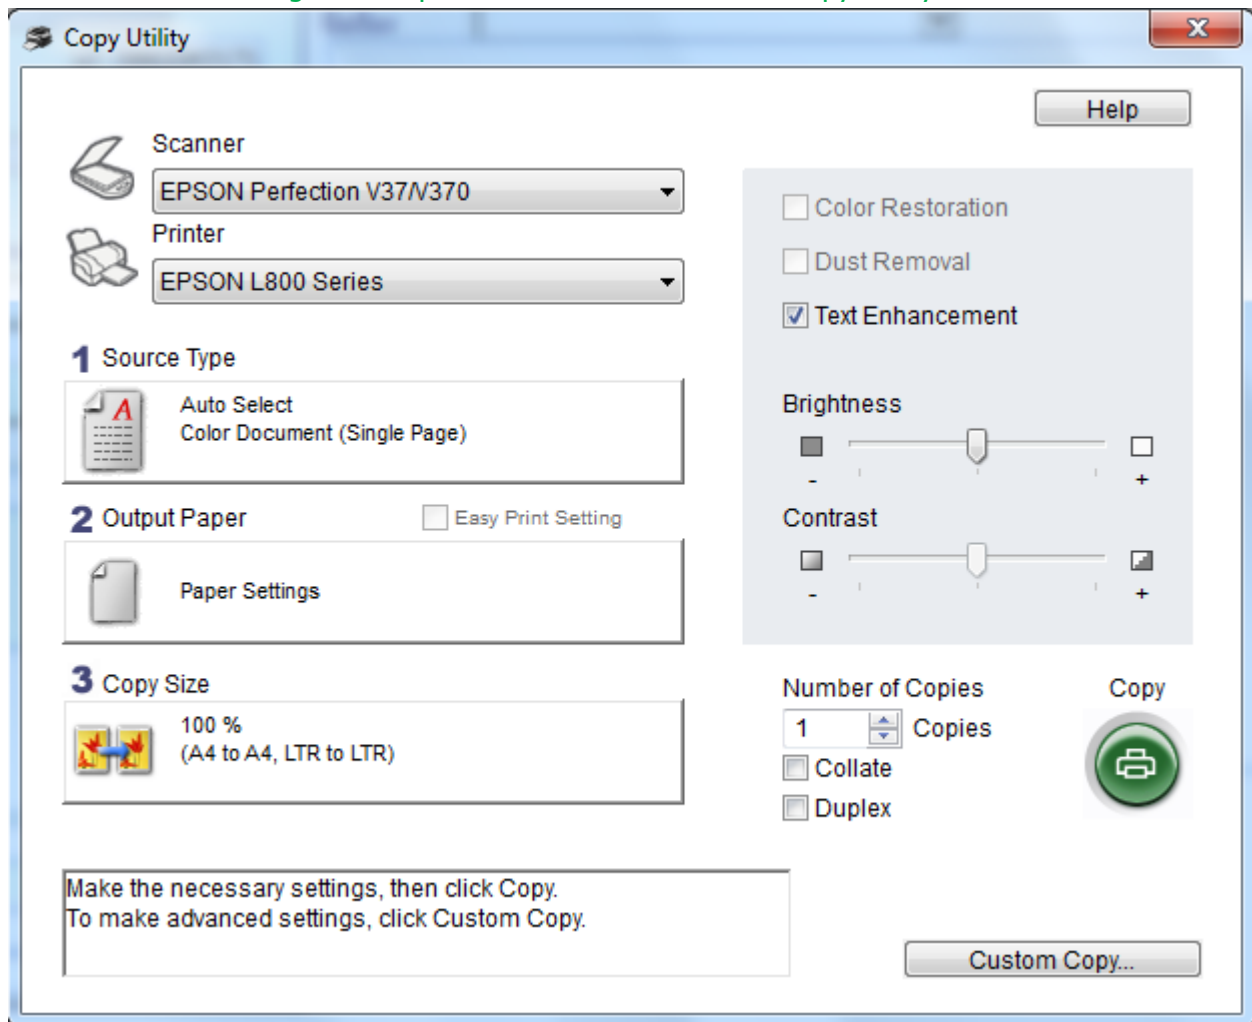 Copy Utility
Help
Scanner
EPSON Perfection V37/V370
Printer
EPSON L800 Series
Color Restoration
Dust Removal
Text Enhancement
1 Source Type
Auto Select
Color Document (Single Page)
Brightness
- +
2 Output Paper
Easy Print Setting
Paper Settings
Contrast
- +
3 Copy Size
100 %
(A4 to A4, LTR to LTR)
Number of Copies
1 Copies
Collate
Duplex
Copy
Make the necessary settings, then click Copy.
To make advanced settings, click Custom Copy.
Custom Copy...